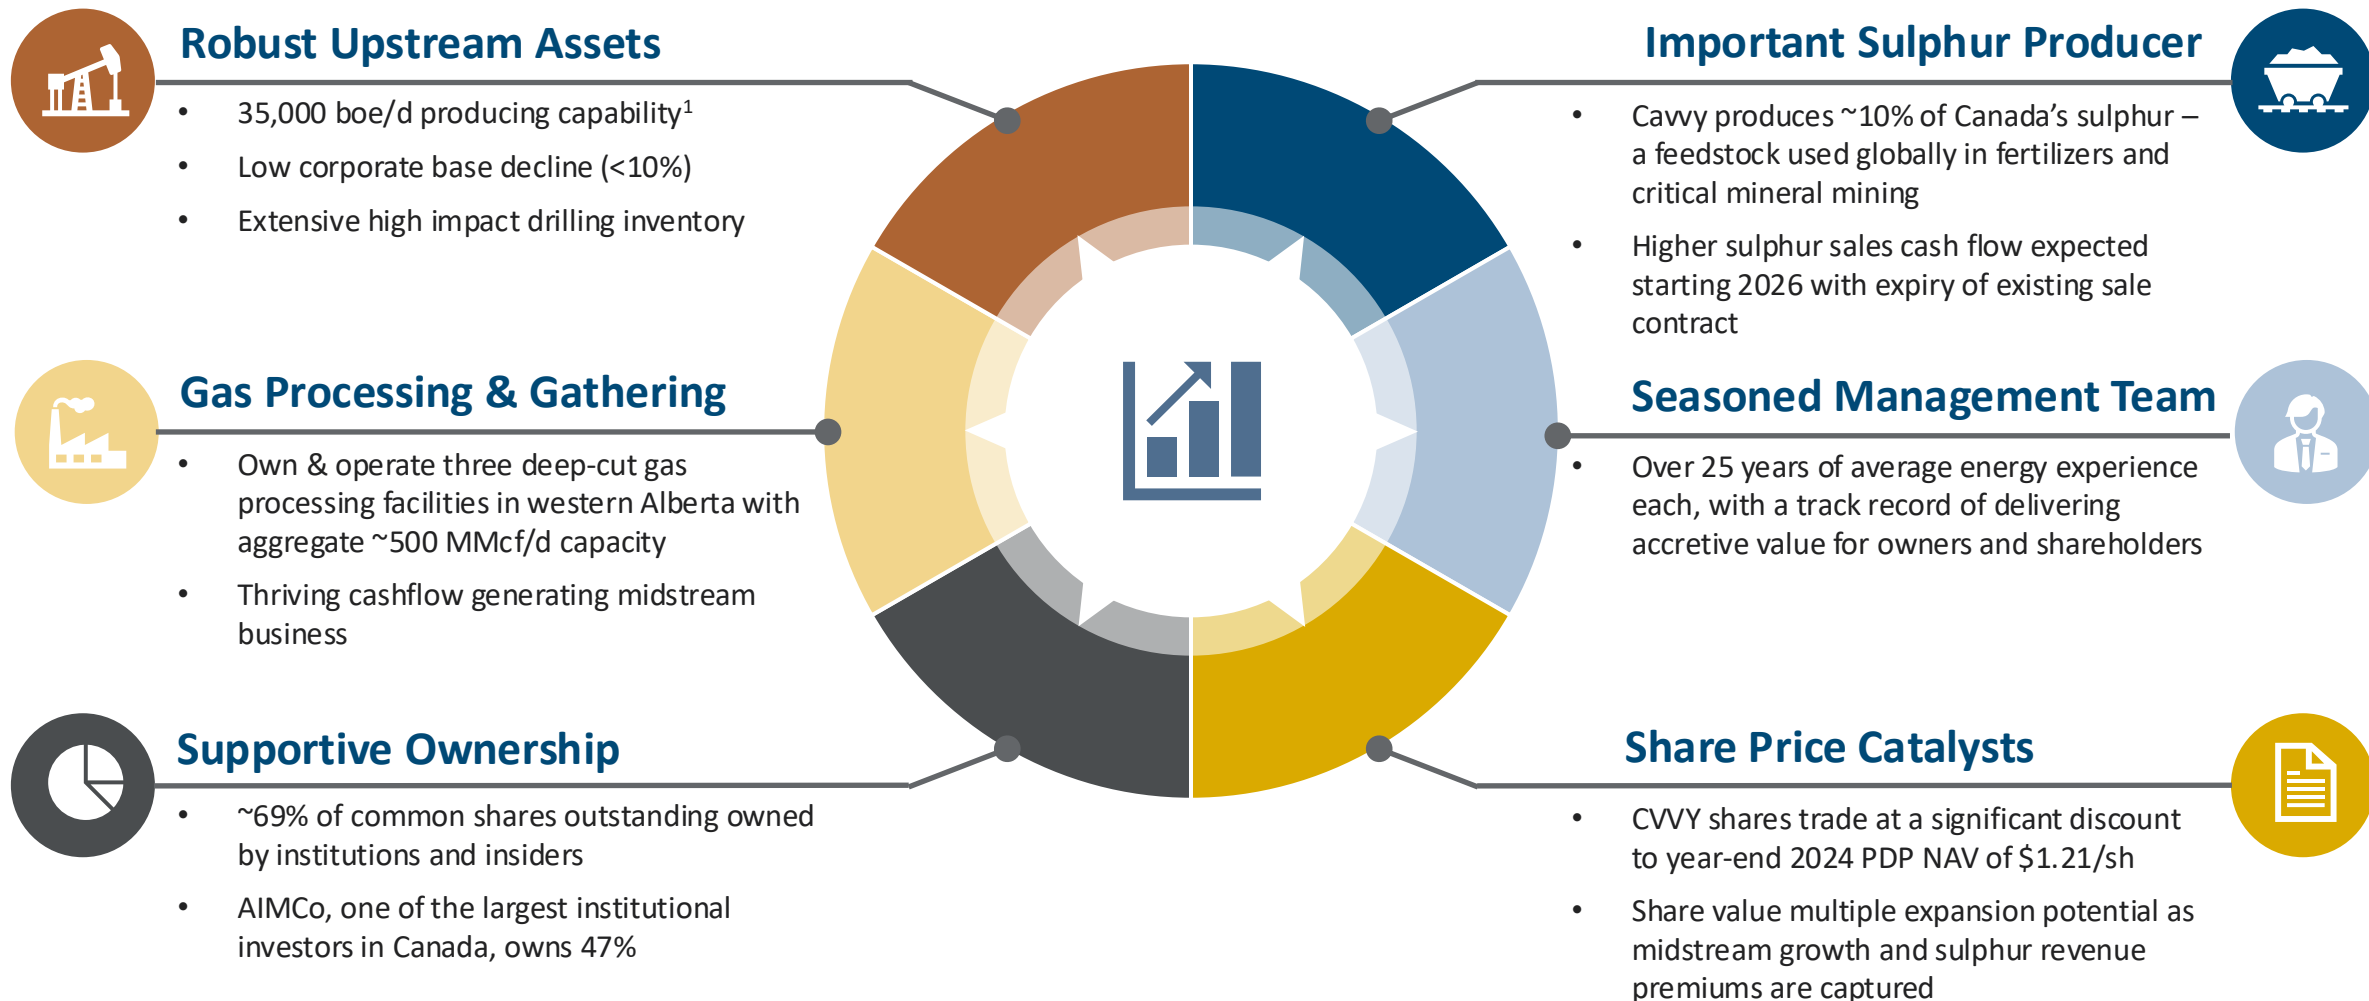 Robust Upstream Assets
• 35,000 boe/d producing capability¹
• Low corporate base decline (<10%)
• Extensive high impact drilling inventory
Gas Processing & Gathering
• Own & operate three deep-cut gas
processing facilities in western Alberta with
aggregate ~500 MMcf/d capacity
• Thriving cashflow generating midstream
business
Supportive Ownership
• ~69% of common shares outstanding owned
by institutions and insiders
• AIMCo, one of the largest institutional
investors in Canada, owns 47%
Important Sulphur Producer
• Cavvy produces ~10% of Canada’s sulphur –
a feedstock used globally in fertilizers and
critical mineral mining
• Higher sulphur sales cash flow expected
starting 2026 with expiry of existing sale
contract
Seasoned Management Team
• Over 25 years of average energy experience
each, with a track record of delivering
accretive value for owners and shareholders
Share Price Catalysts
• CVVY shares trade at a significant discount
to year-end 2024 PDP NAV of $1.21/sh
• Share value multiple expansion potential as
midstream growth and sulphur revenue
premiums are captured